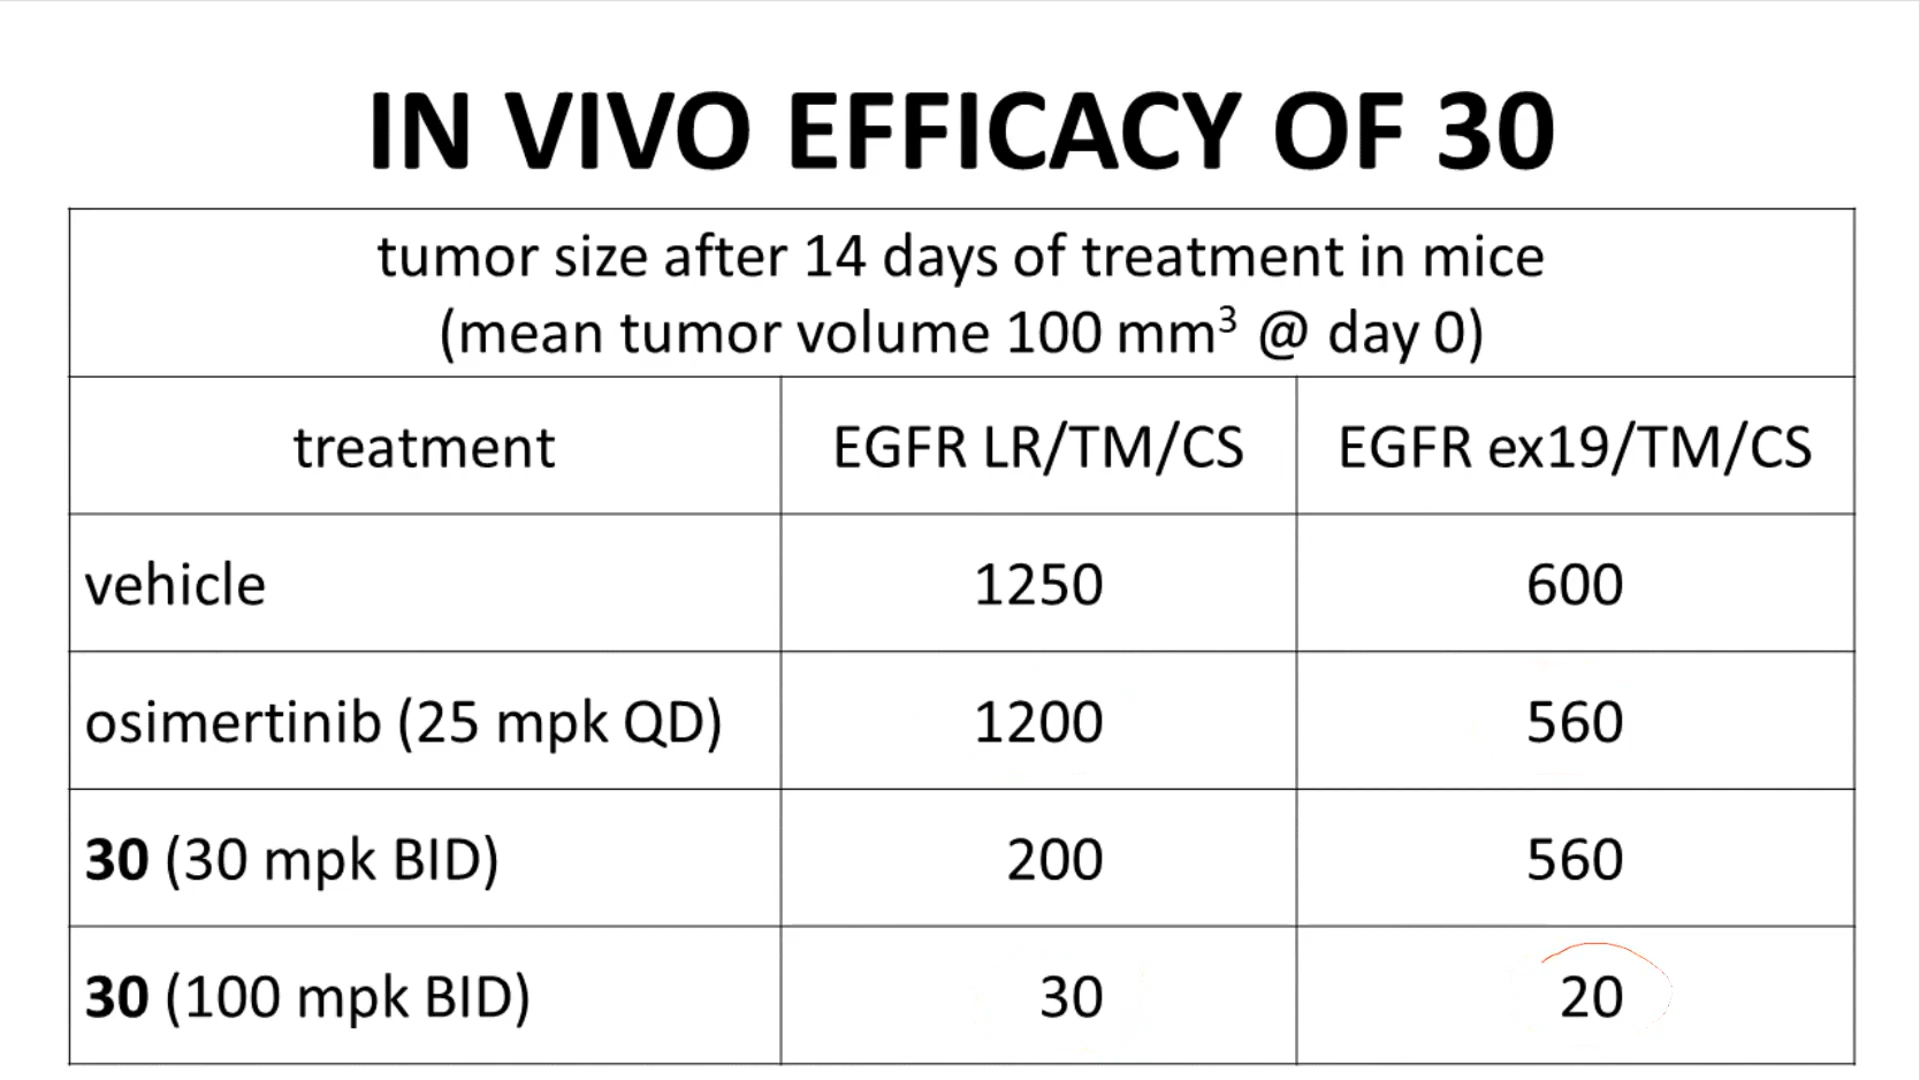 IN VIVO EFFICACY OF 30
tumor size after 14 days of treatment in mice
(mean tumor volume 100 mm³ @ day 0)
treatment EGFR LR/TM/CS EGFR ex19/TM/CS
vehicle 1250 600
osimertinib (25 mpk QD) 1200 560
30 (30 mpk BID) 200 560
30 (100 mpk BID) 30 20